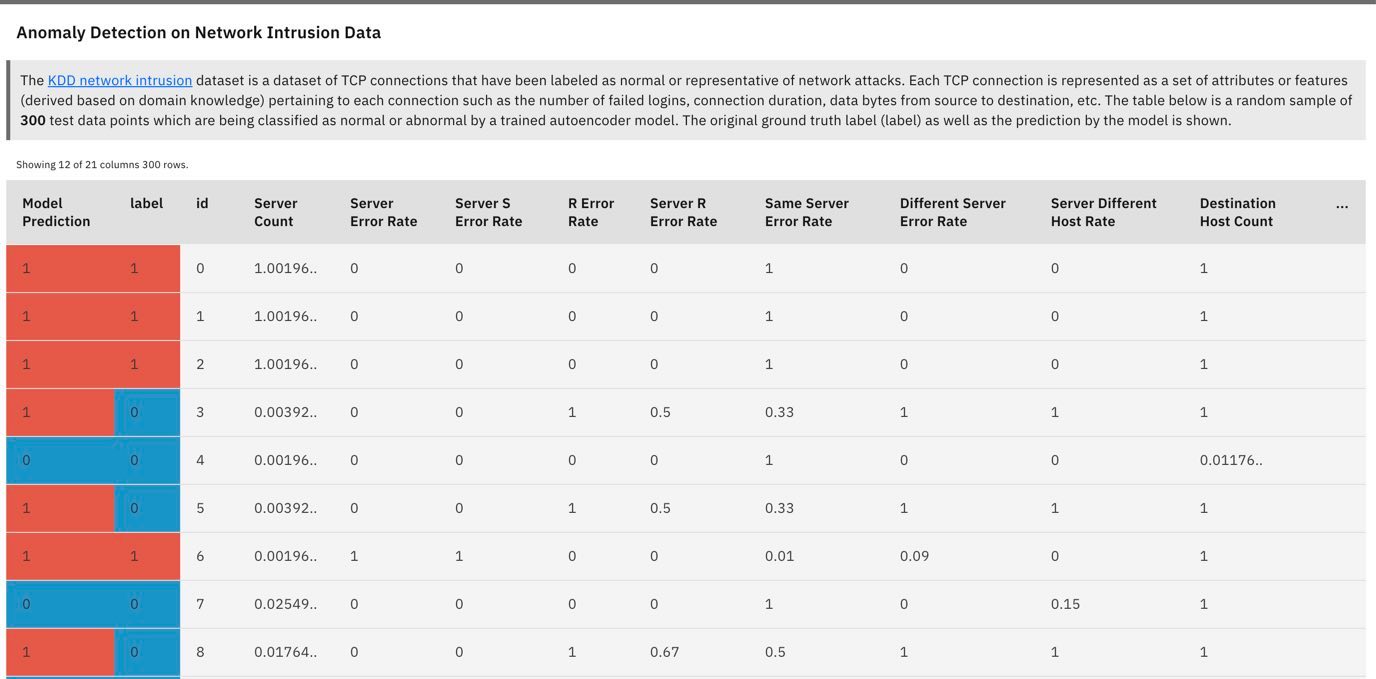 Anomaly Detection on Network Intrusion Data
The KDD network intrusion dataset is a dataset of TCP connections that have been labeled as normal or representative of network attacks. Each TCP connection is represented as a set of attributes or features
(derived based on domain knowledge) pertaining to each connection such as the number of failed logins, connection duration, data bytes from source to destination, etc. The table below is a random sample of
300 test data points which are being classified as normal or abnormal by a trained autoencoder model. The original ground truth label (label) as well as the prediction by the model is shown.
Showing 12 of 21 columns 300 rows.
Model Prediction label id Server Count Server Error Rate Server S Error Rate R Error Rate Server R Error Rate Same Server Error Rate Different Server Error Rate Server Different Host Rate Destination Host Count ...
1 1 0 1.00196.. 0 0 0 0 1 0 0 1
1 1 1 1.00196.. 0 0 0 0 1 0 0 1
1 1 2 1.00196.. 0 0 0 0 1 0 0 1
1 0 3 0.00392.. 0 0 1 0.5 0.33 1 1 1
0 0 4 0.00196.. 0 0 0 0 1 0 0 0.01176..
1 0 5 0.00392.. 0 0 1 0.5 0.33 1 1 1
1 1 6 0.00196.. 1 1 0 0 0.01 0.09 0 1
0 0 7 0.02549.. 0 0 0 0 1 0 0.15 1
1 0 8 0.01764.. 0 0 1 0.67 0.5 1 1 1